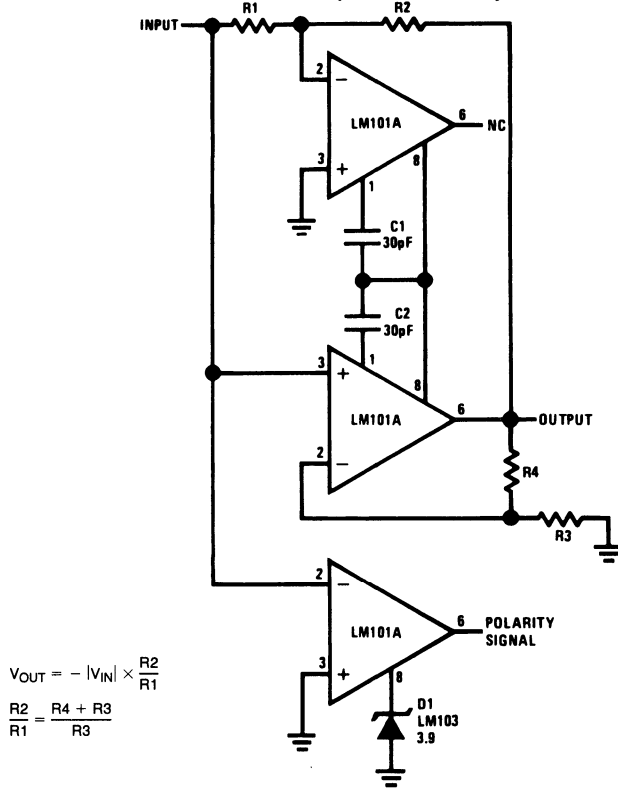 R1
R2
INPUT
2
−
LM101A
6
NC
3
+
8
1
C1
30pF
C2
30pF
1
3
+
8
LM101A
6
OUTPUT
2
−
R4
R3
2
−
LM101A
6
POLARITY
SIGNAL
3
+
8
D1
LM103
3.9
V_OUT = − |V_IN| × R2/R1
R2/R1 = (R4 + R3)/R3